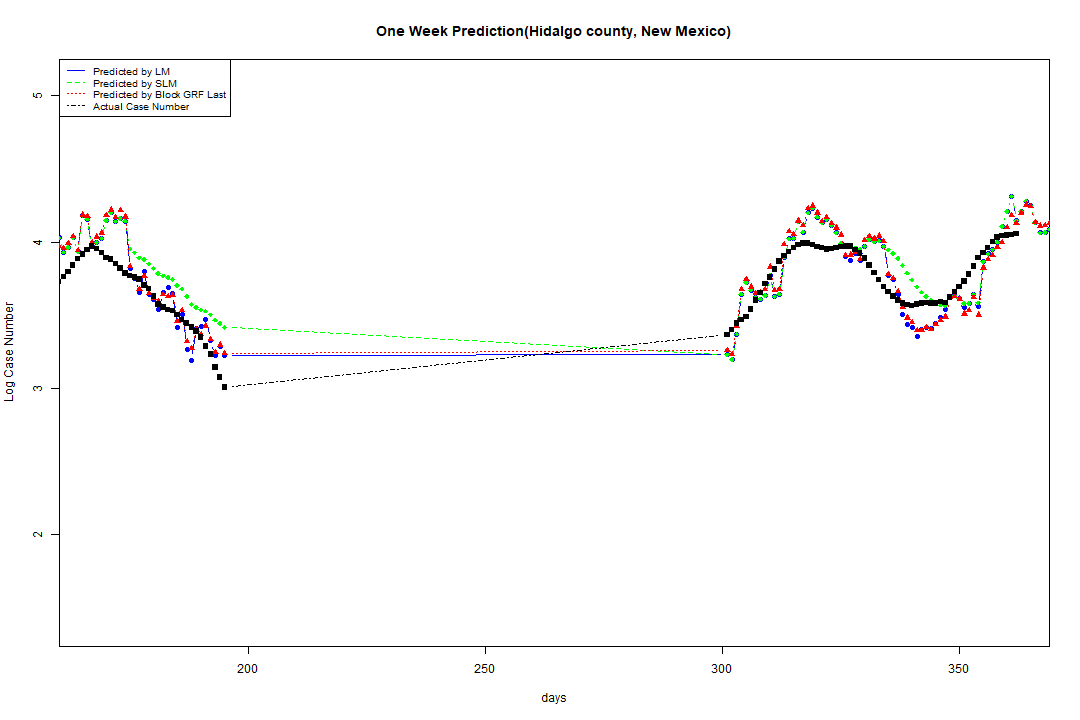 One Week Prediction(Hidalgo county, New Mexico)
Predicted by LM
Predicted by SLM
Predicted by Block GRF Last
Actual Case Number
5
4
3
2
Log Case Number
200
250
300
350
days